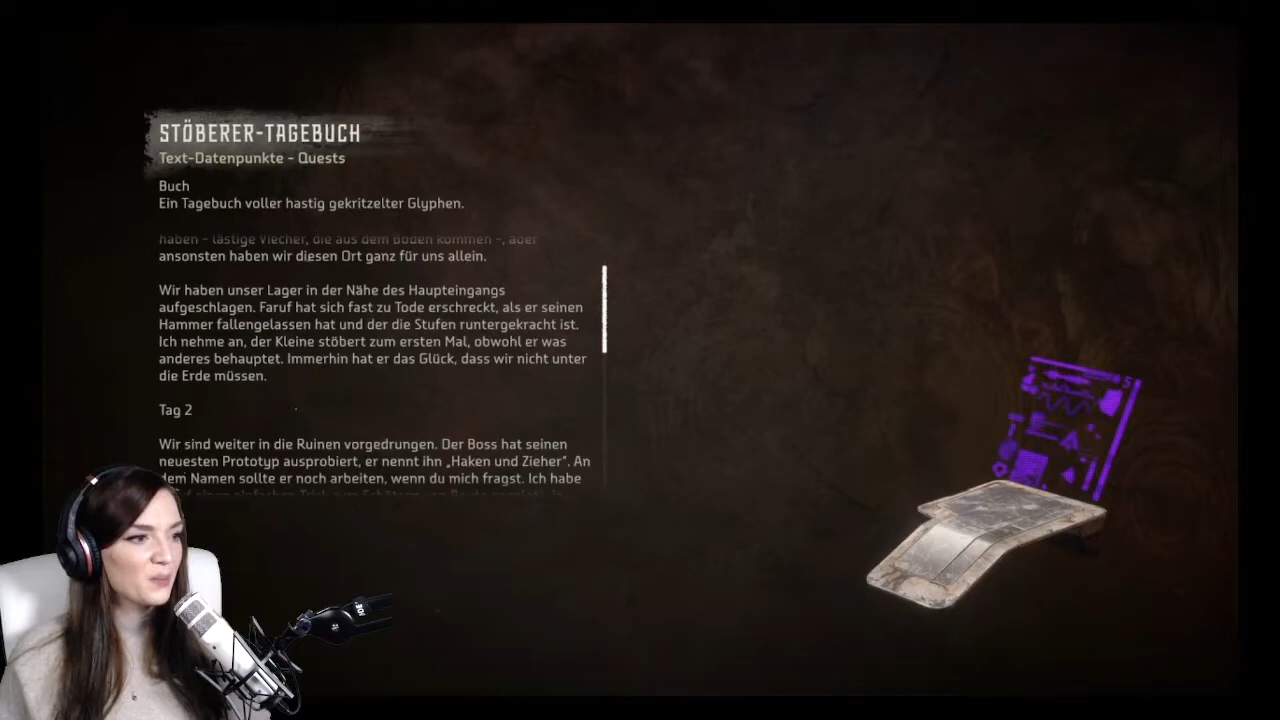 STÖBERER-TAGEBUCH
Text-Datenpunkte - Quests
Buch
Ein Tagebuch voller hastig gekritzelter Glyphen.
haben - lästige Viecher, die aus dem Boden kommen -, aber
ansonsten haben wir diesen Ort ganz für uns allein.
Wir haben unser Lager in der Nähe des Haupteingangs
aufgeschlagen. Faruf hat sich fast zu Tode erschreckt, als er seinen
Hammer fallengelassen hat und der die Stufen runtergekracht ist.
Ich nehme an, der Kleine stöbert zum ersten Mal, obwohl er was
anderes behauptet. Immerhin hat er das Glück, dass wir nicht unter
die Erde müssen.
Tag 2
Wir sind weiter in die Ruinen vorgedrungen. Der Boss hat seinen
neuesten Prototyp ausprobiert, er nennt ihn „Haken und Zieher“. An
dem Namen sollte er noch arbeiten, wenn du mich fragst. Ich habe